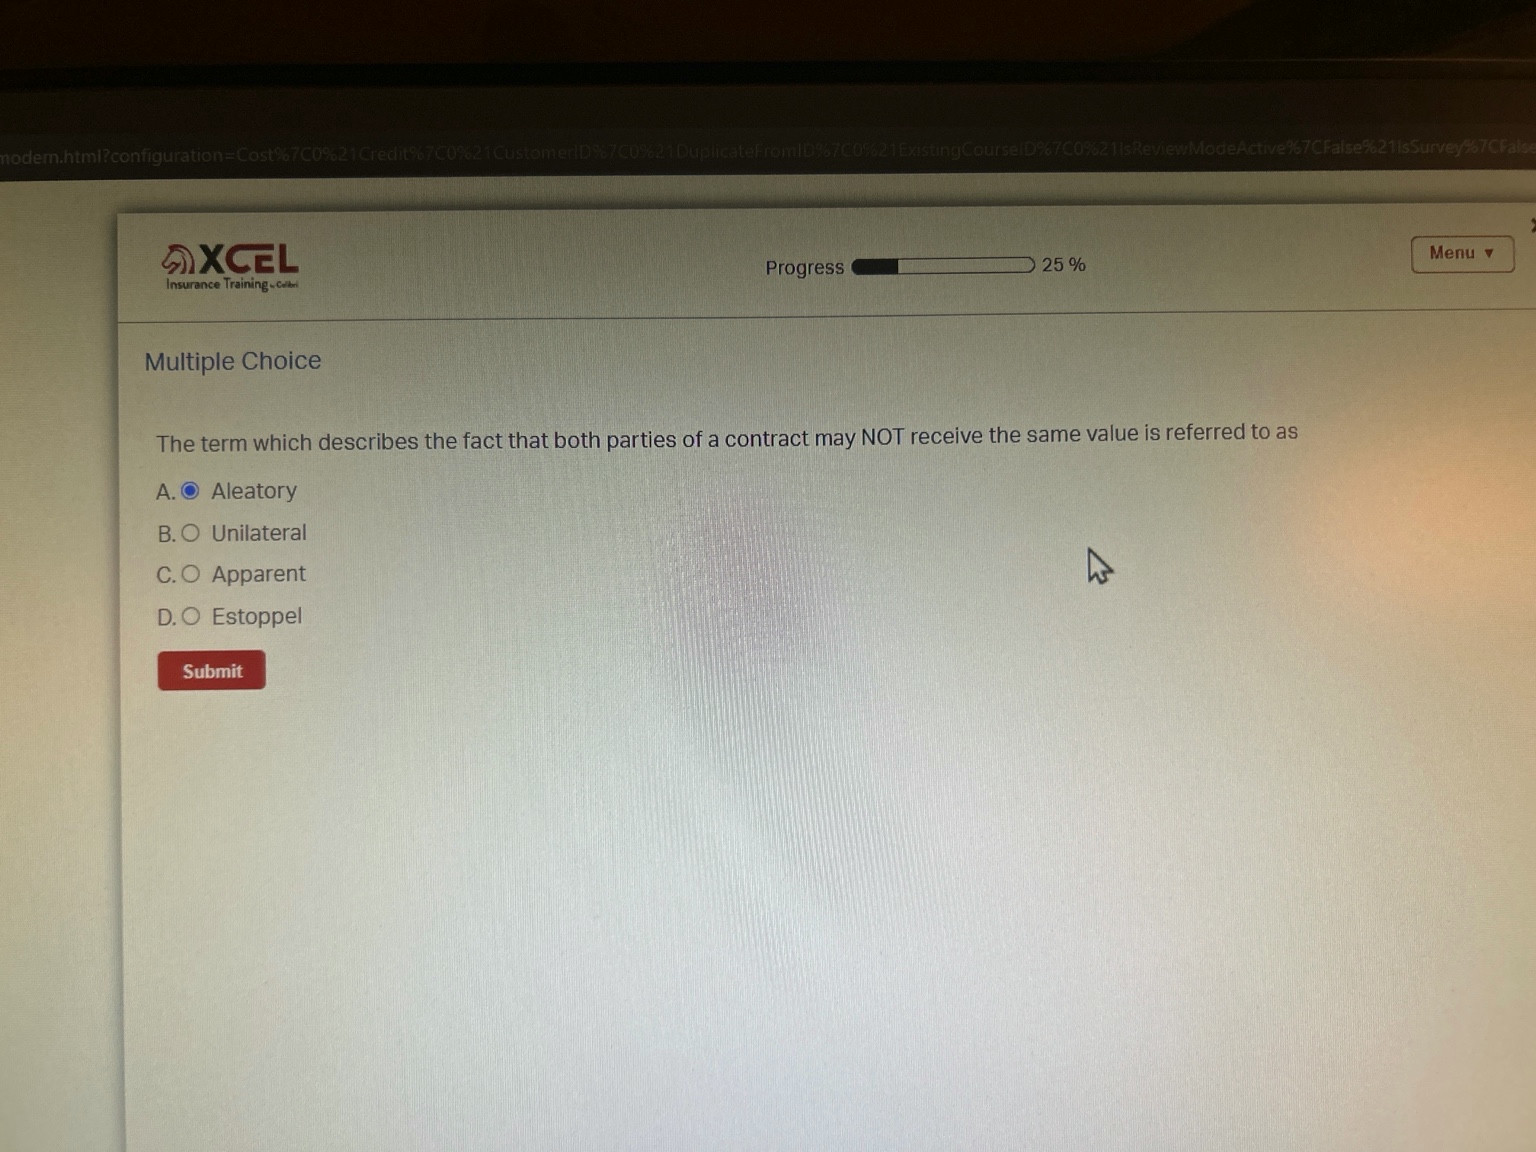 modern.html?configuration=Cost%7C0%21Credit%7C0%21CustomerID%7C0%21DuplicateFromID%7C0%21ExistingCourseID%7C0%21IsReviewModeActive%7CFalse%21IsSurvey%7CFalse
XCEL
Insurance Training by Colibri
Progress 25 %
Menu ▼
Multiple Choice
The term which describes the fact that both parties of a contract may NOT receive the same value is referred to as
A. Aleatory
B. Unilateral
C. Apparent
D. Estoppel
Submit